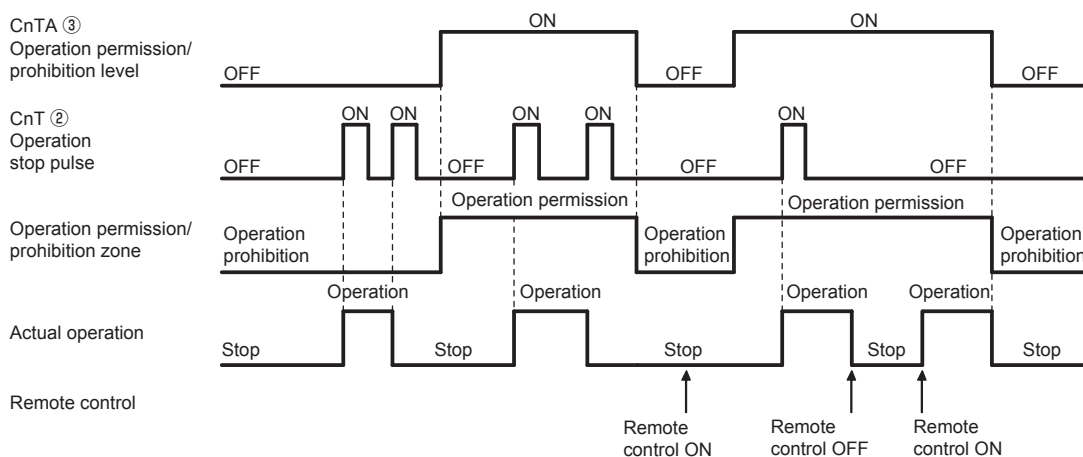 CnTA ③
Operation permission/
prohibition level
OFF
ON
OFF
ON
OFF
CnT ②
Operation
stop pulse
OFF
ON
ON
OFF
ON
ON
OFF
ON
OFF
Operation permission/
prohibition zone
Operation
prohibition
Operation permission
Operation
prohibition
Operation permission
Operation
prohibition
Actual operation
Stop
Operation
Stop
Operation
Stop
Operation
Stop
Operation
Stop
Remote control
Remote
control ON
Remote
control OFF
Remote
control ON